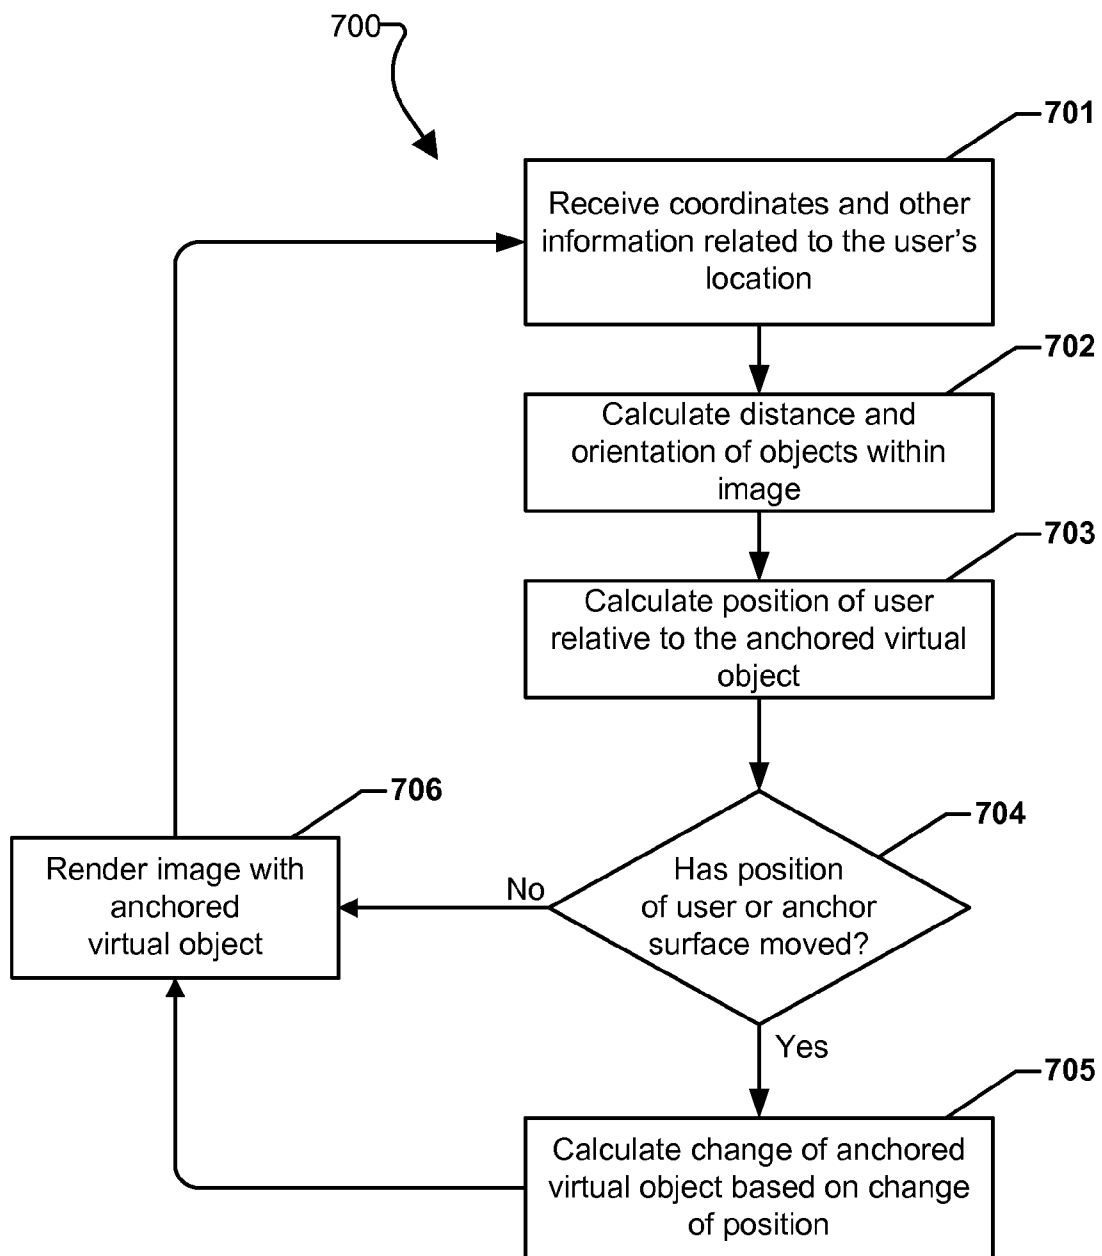 700
701
Receive coordinates and other
information related to the user’s
location
702
Calculate distance and
orientation of objects within
image
703
Calculate position of user
relative to the anchored virtual
object
706
704
Render image with
anchored
virtual object
No
Has position
of user or anchor
surface moved?
Yes
705
Calculate change of anchored
virtual object based on change
of position